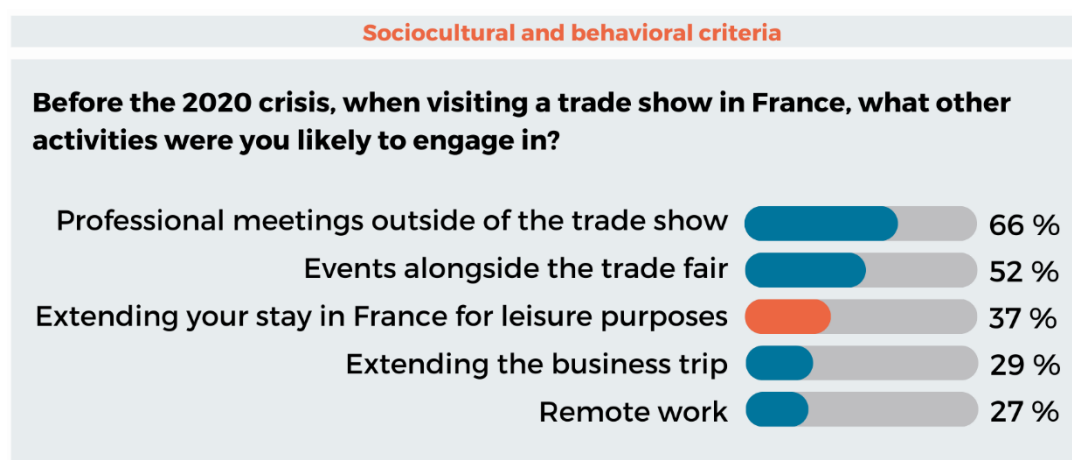 Sociocultural and behavioral criteria
Before the 2020 crisis, when visiting a trade show in France, what other
activities were you likely to engage in?
Professional meetings outside of the trade show 66 %
Events alongside the trade fair 52 %
Extending your stay in France for leisure purposes 37 %
Extending the business trip 29 %
Remote work 27 %